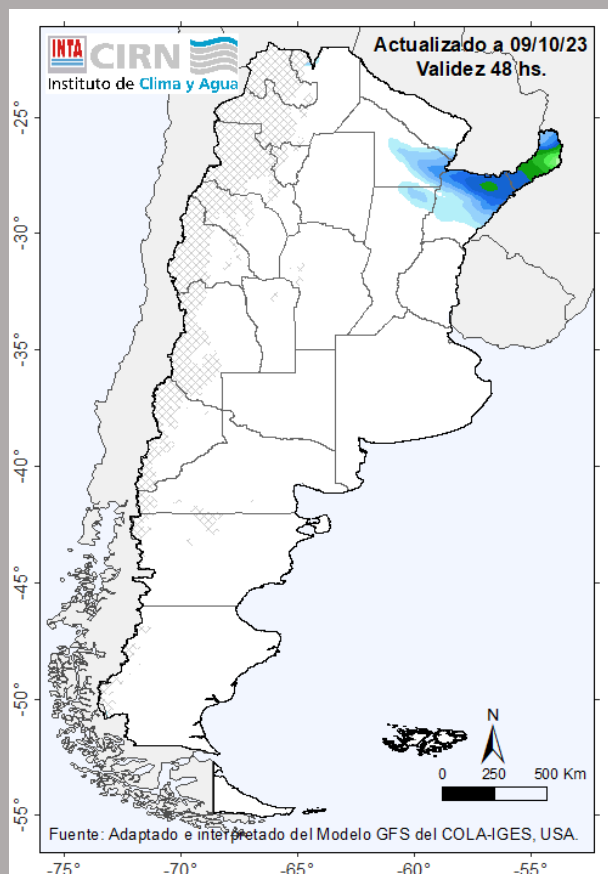 INTA CIRN
Instituto de Clima y Agua
Actualizado a 09/10/23
Validez 48 hs.
-25°
-30°
-35°
-40°
-45°
-50°
-55°
N
0 250 500 Km
Fuente: Adaptado e interpretado del Modelo GFS del COLA-IGES, USA.
-75° -70° -65° -60° -55°